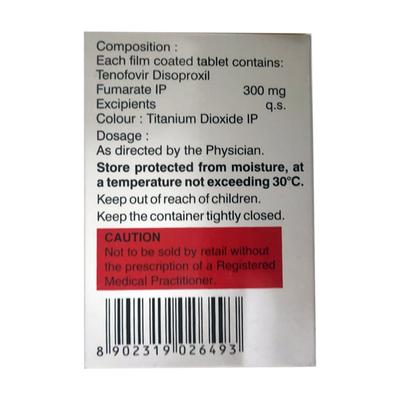 Composition :
Each film coated tablet contains:
Tenofovir Disoproxil
Fumarate IP 300 mg
Excipients q.s.
Colour : Titanium Dioxide IP
Dosage :
As directed by the Physician.
Store protected from moisture, at
a temperature not exceeding 30°C.
Keep out of reach of children.
Keep the container tightly closed.
CAUTION
Not to be sold by retail without
the prescription of a Registered
Medical Practitioner.
8 902319 026493